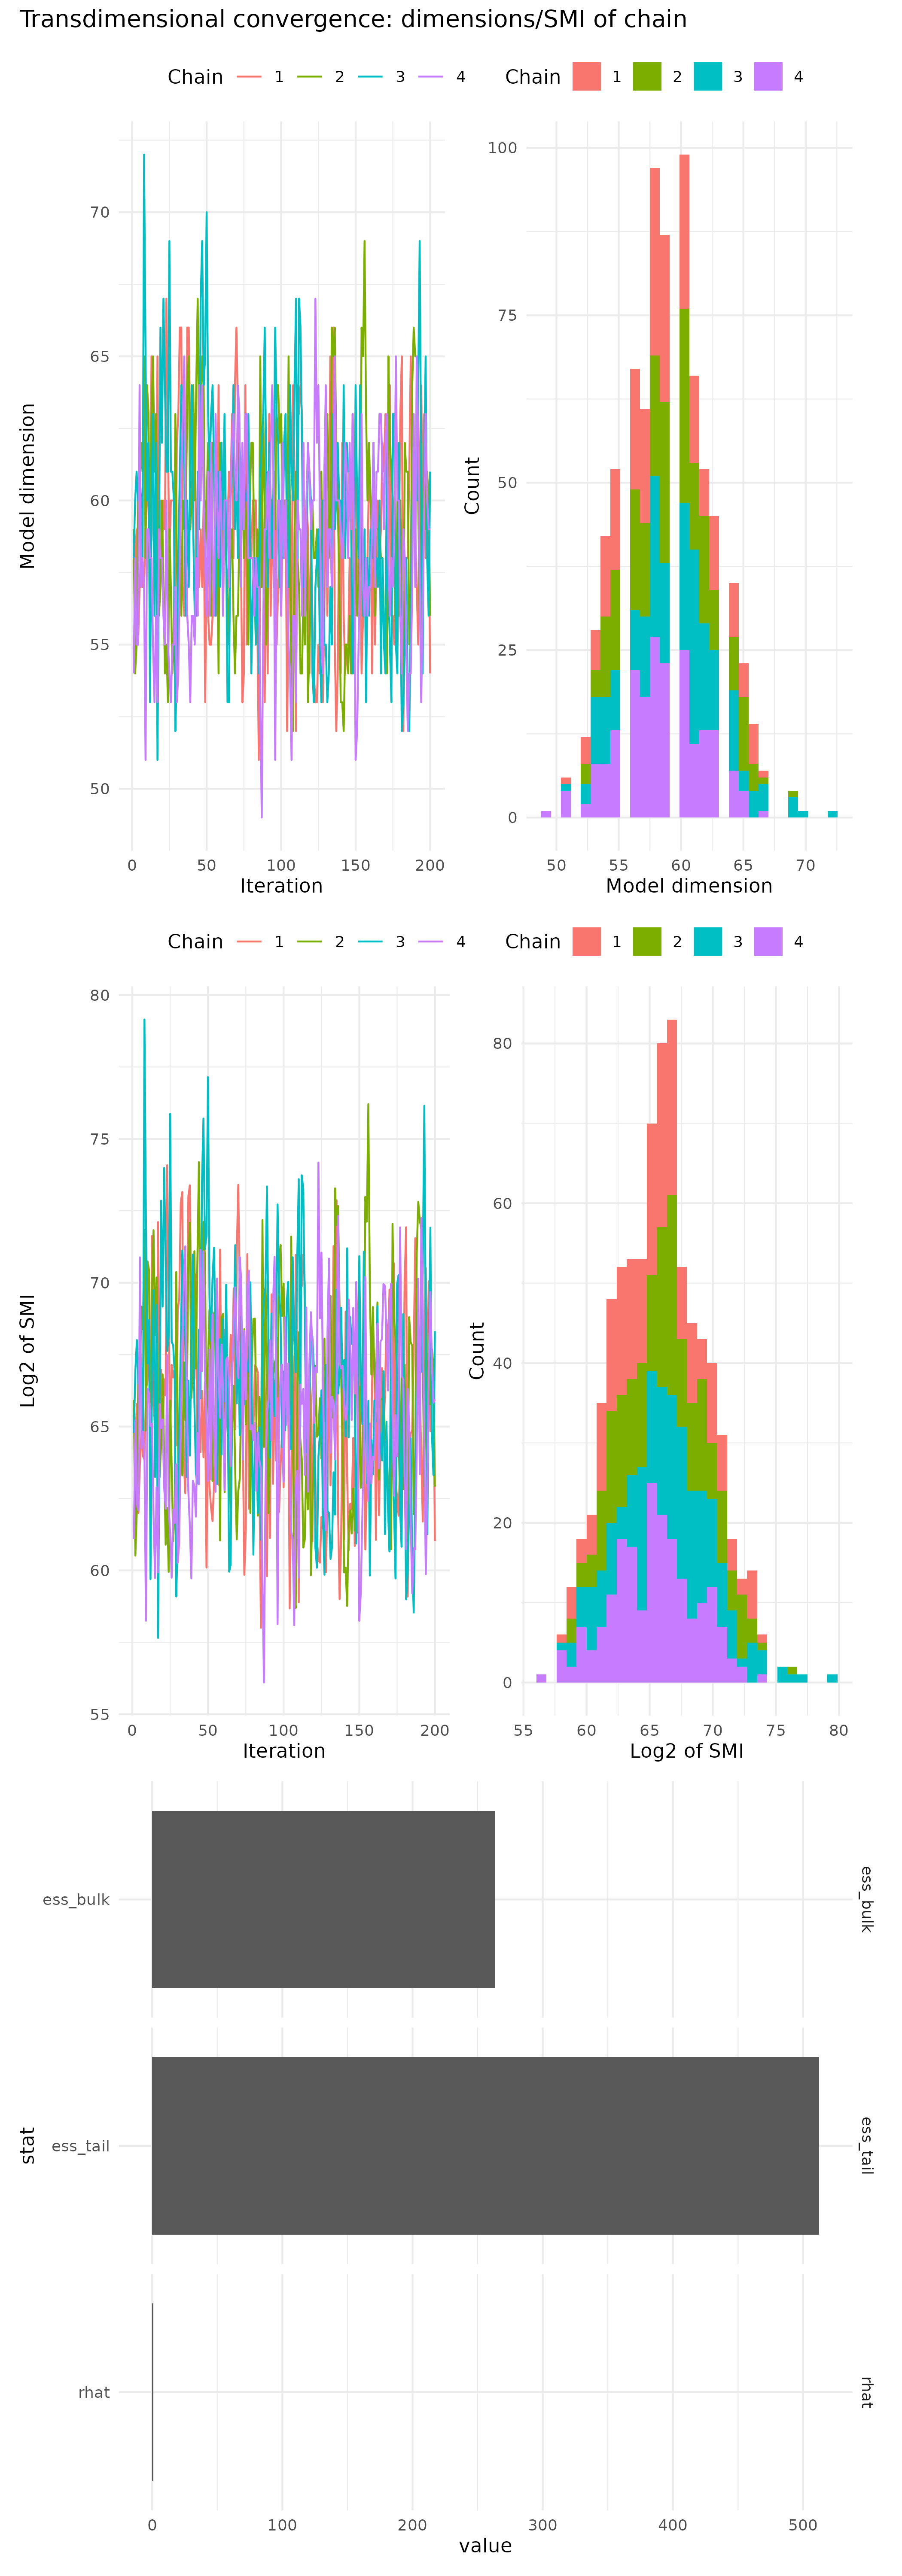 Transdimensional convergence: dimensions/SMI of chain
Chain 1 2 3 4
Chain 1 2 3 4
Model dimension
70
65
60
55
50
0 50 100 150 200
Iteration
Count
100
75
50
25
0
50 55 60 65 70
Model dimension
Chain 1 2 3 4
Chain 1 2 3 4
Log2 of SMI
80
75
70
65
60
55
0 50 100 150 200
Iteration
Count
80
60
40
20
0
55 60 65 70 75 80
Log2 of SMI
stat
ess_bulk
ess_bulk
ess_tail
ess_tail
rhat
rhat
0 100 200 300 400 500
value